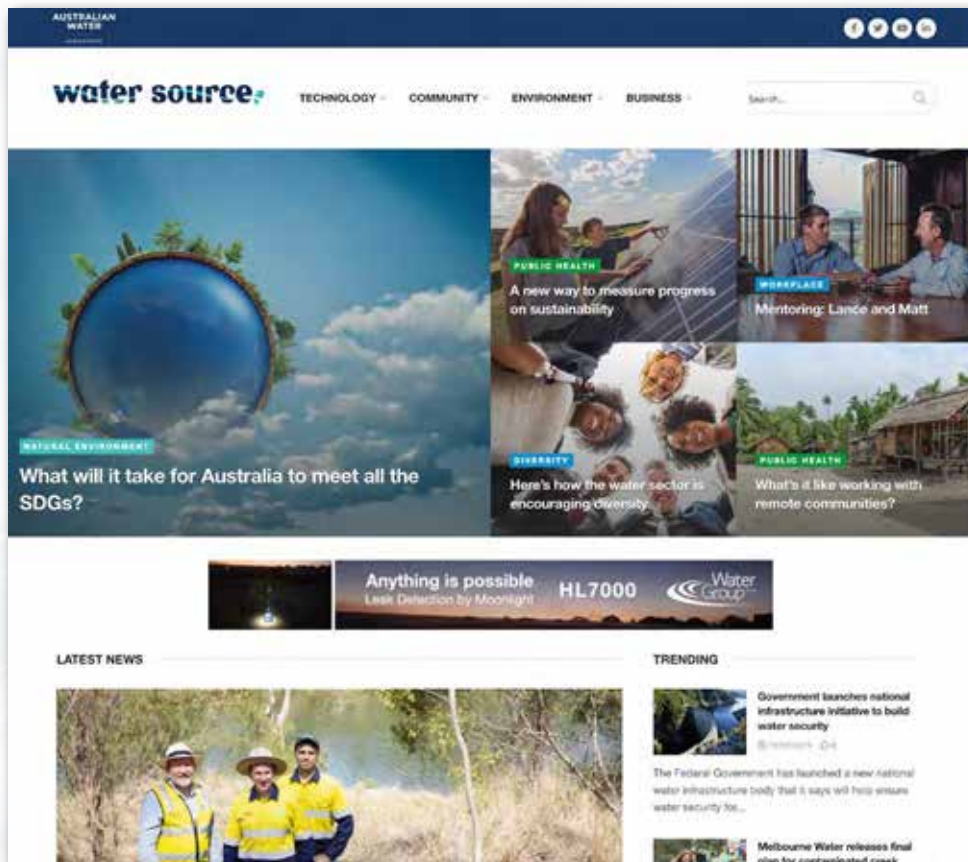 AUSTRALIAN
WATER
water source
TECHNOLOGY
COMMUNITY
ENVIRONMENT
BUSINESS
Search...
NATURAL ENVIRONMENT
What will it take for Australia to meet all the
SDGs?
PUBLIC HEALTH
A new way to measure progress
on sustainability
WORKPLACE
Mentoring: Lance and Matt
DIVERSITY
Here's how the water sector is
encouraging diversity
PUBLIC HEALTH
What's it like working with
remote communities?
Anything is possible
Leak Detection by Moonlight
HL7000
Water
Group
LATEST NEWS
TRENDING
Government launches national
infrastructure initiative to build
water security
The Federal Government has launched a new national
water infrastructure body that it says will help ensure
water security for...
Melbourne Water releases final
plan for contaminated creek